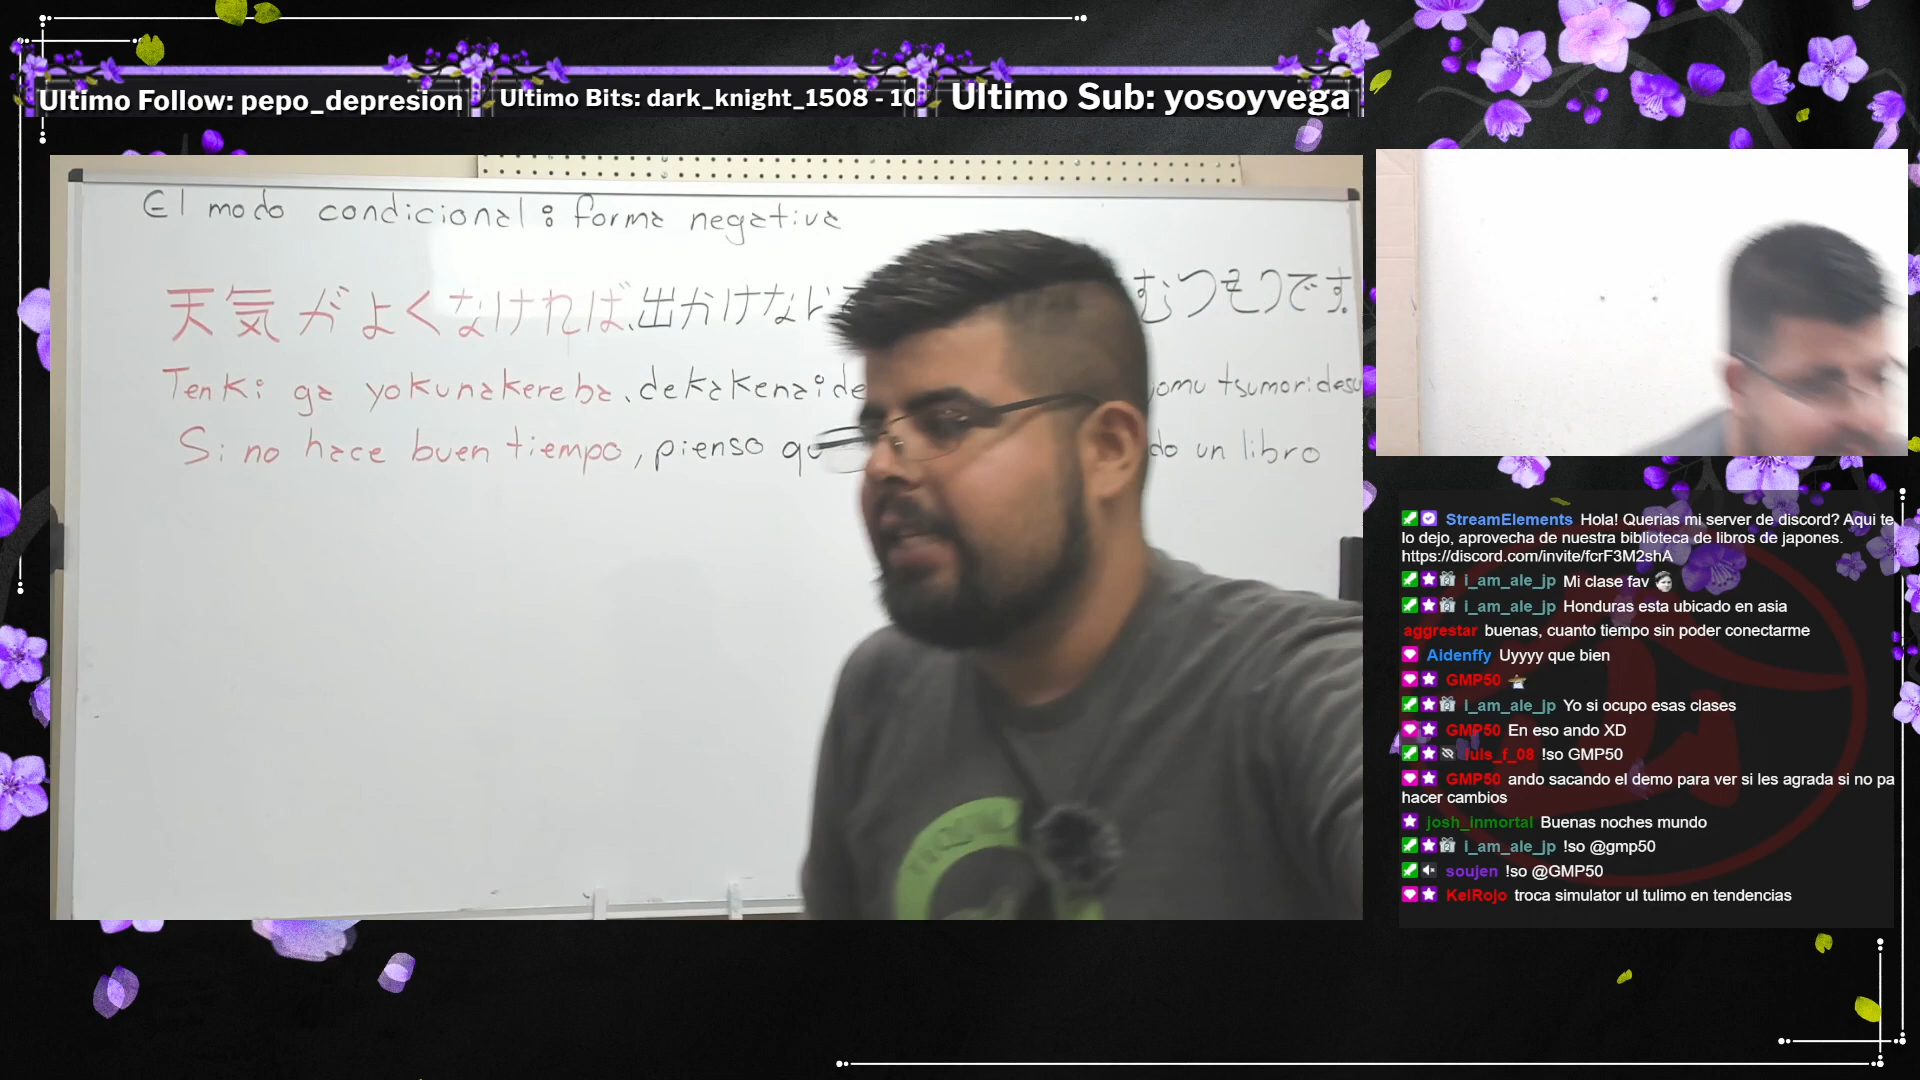 Ultimo Follow: pepo_depresion
Ultimo Bits: dark_knight_1508 - 10
Ultimo Sub: yosoyvega
El modo condicional: forma negativa
天気がよくなければ、出かけない むつもりです。
Tenki ga yokunakereba, dekakenaide omu tsumoridesu
Si no hace buen tiempo, pienso do un libro
StreamElements Hola! Querias mi server de discord? Aqui te
lo dejo, aprovecha de nuestra biblioteca de libros de japones.
https://discord.com/invite/fcrF3M2shA
i_am_ale_jp Mi clase fav
i_am_ale_jp Honduras esta ubicado en asia
aggrestar buenas, cuanto tiempo sin poder conectarme
Aidenffy Uyyyy que bien
GMP50
i_am_ale_jp Yo si ocupo esas clases
GMP50 En eso ando XD
luis_f_08 !so GMP50
GMP50 ando sacando el demo para ver si les agrada si no pa
hacer cambios
josh_inmortal Buenas noches mundo
i_am_ale_jp !so @gmp50
soujen !so @GMP50
KelRojo troca simulator ul tulimo en tendencias